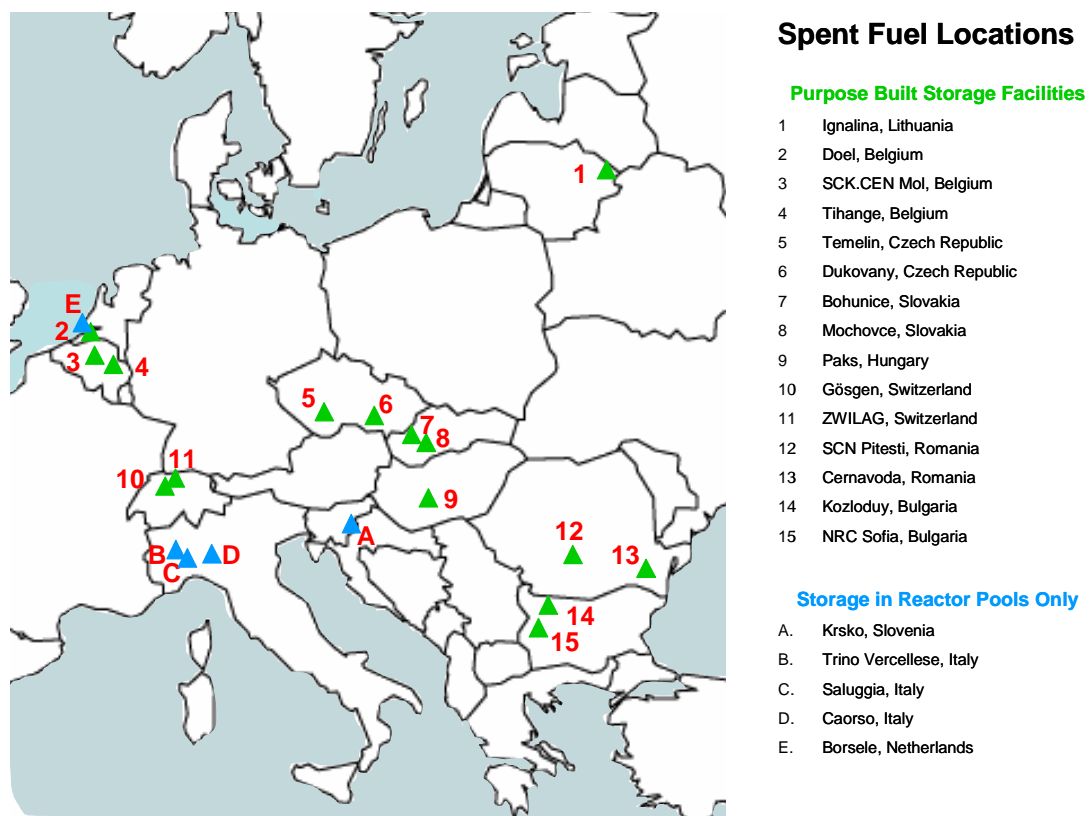 Spent Fuel Locations
Purpose Built Storage Facilities
1 Ignalina, Lithuania
2 Doel, Belgium
3 SCK.CEN Mol, Belgium
4 Tihange, Belgium
5 Temelin, Czech Republic
6 Dukovany, Czech Republic
7 Bohunice, Slovakia
8 Mochovce, Slovakia
9 Paks, Hungary
10 Gösgen, Switzerland
11 ZWILAG, Switzerland
12 SCN Pitesti, Romania
13 Cernavoda, Romania
14 Kozloduy, Bulgaria
15 NRC Sofia, Bulgaria
Storage in Reactor Pools Only
A. Krsko, Slovenia
B. Trino Vercellese, Italy
C. Saluggia, Italy
D. Caorso, Italy
E. Borsele, Netherlands
1
E
2
3
4
5
6
7
8
11
10
9
A
B
D
C
12
13
14
15